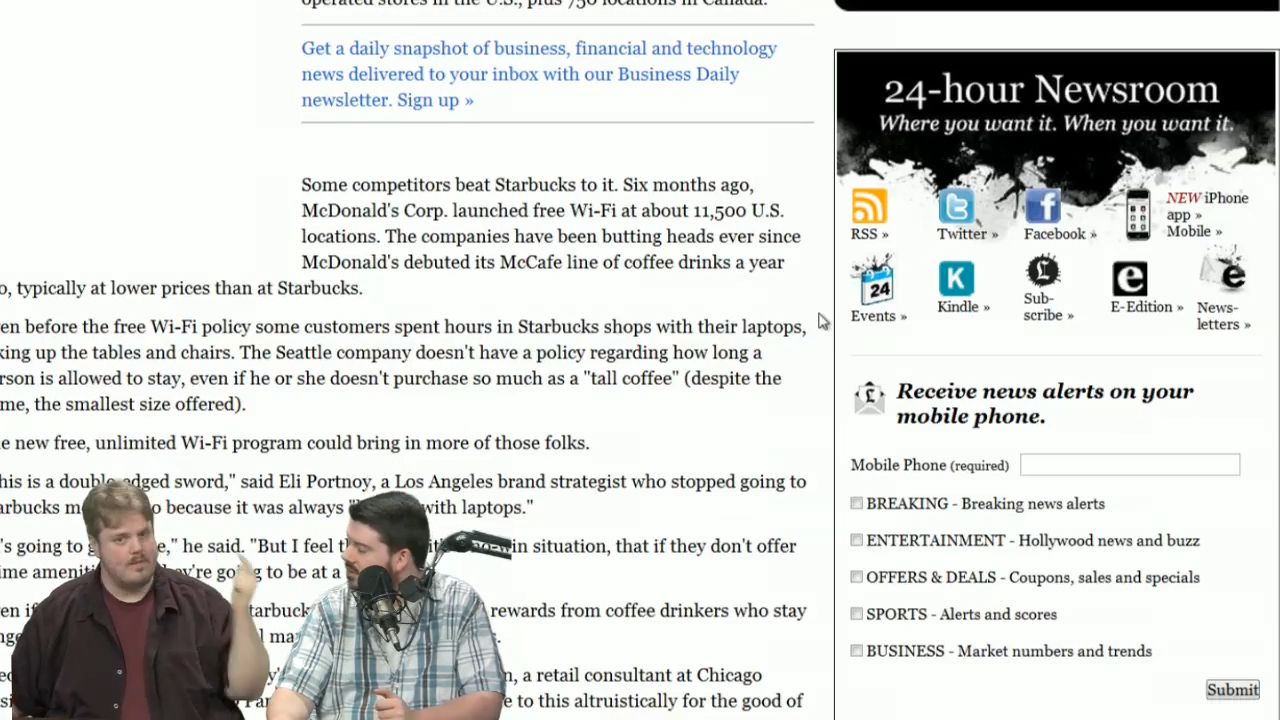 operated stores in the U.S., plus 750 locations in Canada.
Get a daily snapshot of business, financial and technology
news delivered to your inbox with our Business Daily
newsletter. Sign up »
Some competitors beat Starbucks to it. Six months ago,
McDonald's Corp. launched free Wi-Fi at about 11,500 U.S.
locations. The companies have been butting heads ever since
McDonald's debuted its McCafe line of coffee drinks a year
o, typically at lower prices than at Starbucks.
en before the free Wi-Fi policy some customers spent hours in Starbucks shops with their laptops,
king up the tables and chairs. The Seattle company doesn't have a policy regarding how long a
rson is allowed to stay, even if he or she doesn't purchase so much as a "tall coffee" (despite the
me, the smallest size offered).
e new free, unlimited Wi-Fi program could bring in more of those folks.
his is a double edged sword," said Eli Portnoy, a Los Angeles brand strategist who stopped going to
arbucks because it was always with laptops."
's going to e," he said. "But I feel win situation, that if they don't offer
ime ameniti y're going to be at a
en if tarbuck rewards from coffee drinkers who stay
n, a retail consultant at Chicago
e to this altruistically for the good of
24-hour Newsroom
Where you want it. When you want it.
RSS »
Twitter »
Facebook »
NEW iPhone
app »
Mobile »
24
Events »
K
Kindle »
Sub-
scribe »
e
E-Edition »
e
News-
letters »
Receive news alerts on your
mobile phone.
Mobile Phone (required)
BREAKING - Breaking news alerts
ENTERTAINMENT - Hollywood news and buzz
OFFERS & DEALS - Coupons, sales and specials
SPORTS - Alerts and scores
BUSINESS - Market numbers and trends
Submit